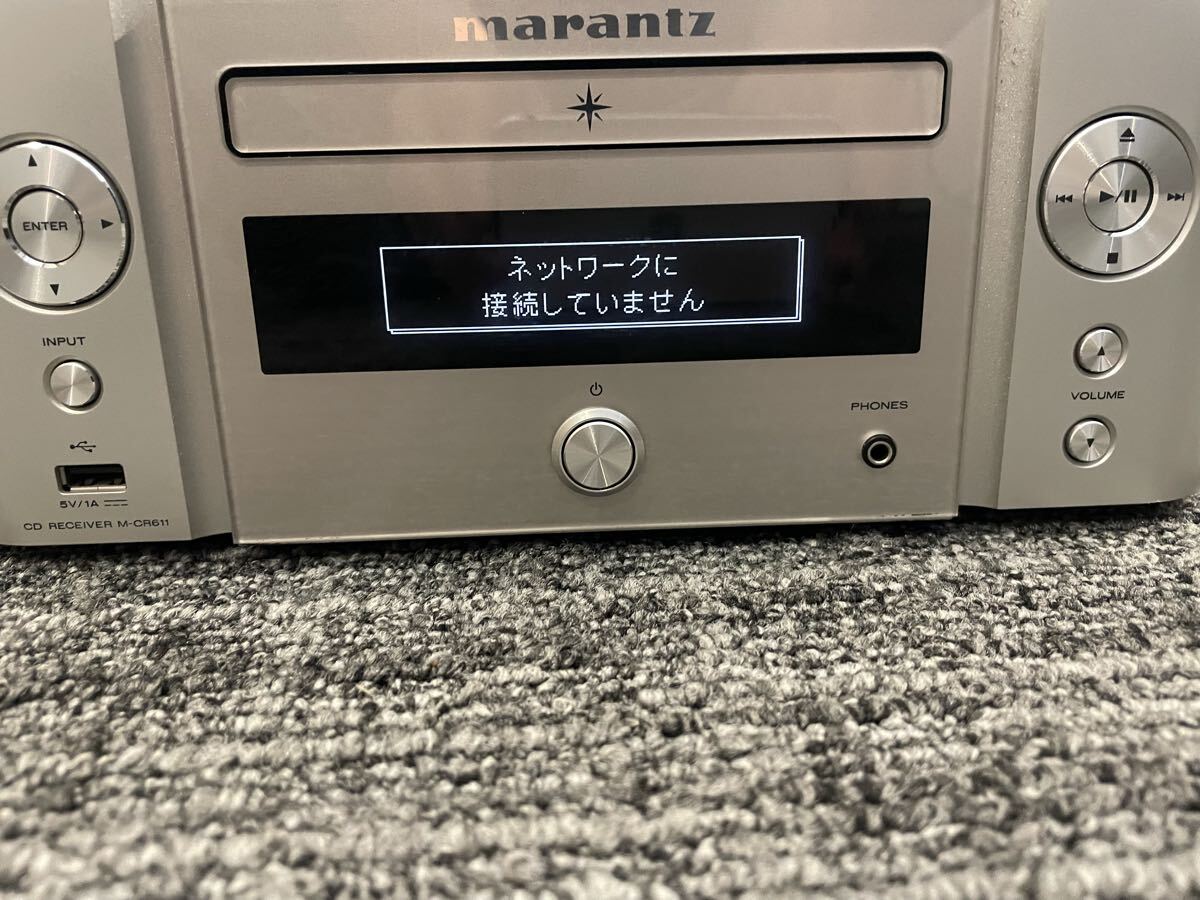 marantz
ENTER
ネットワークに
接続していません
INPUT
PHONES
VOLUME
5V/1A
CD RECEIVER M-CR611